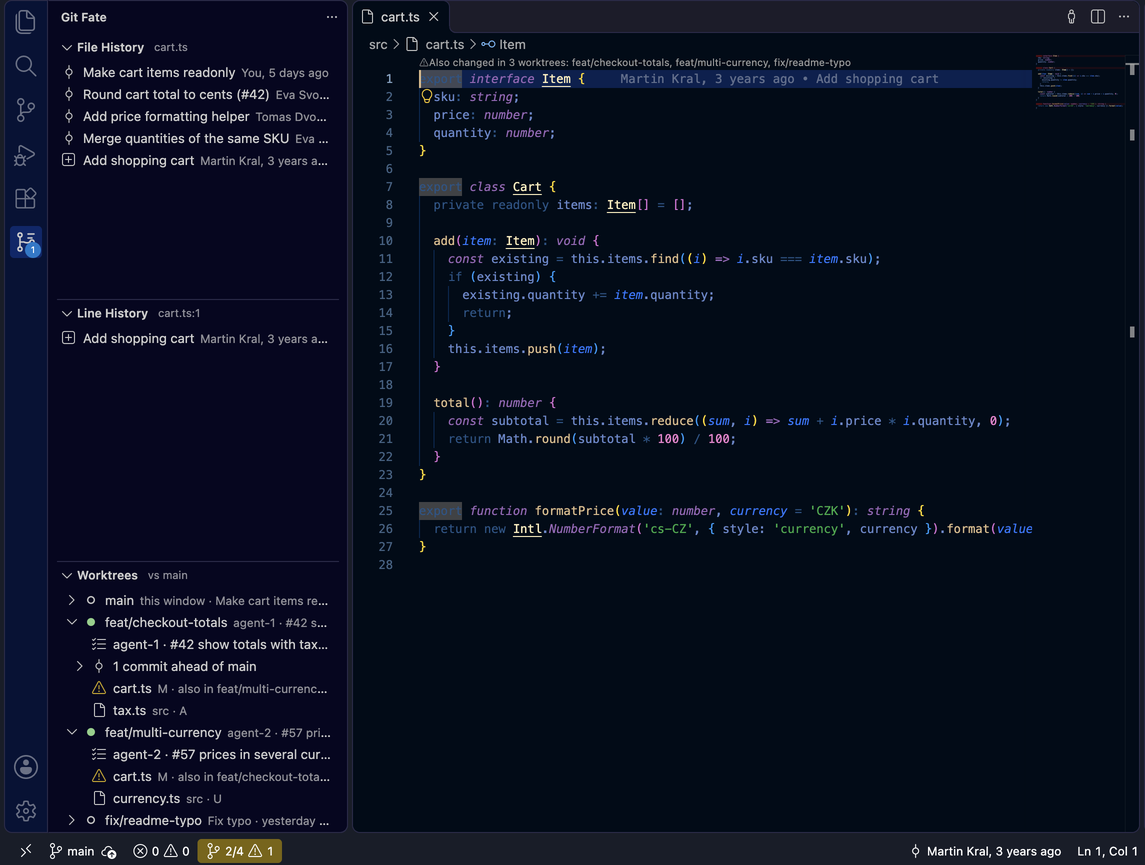 Git Fate ···
File History cart.ts
Make cart items readonly You, 5 days ago
Round cart total to cents (#42) Eva Svo...
Add price formatting helper Tomas Dvo...
Merge quantities of the same SKU Eva ...
Add shopping cart Martin Kral, 3 years a...
1
Line History cart.ts:1
Add shopping cart Martin Kral, 3 years a...
Worktrees vs main
main this window · Make cart items re...
feat/checkout-totals agent-1 · #42 s...
agent-1 · #42 show totals with tax...
1 commit ahead of main
cart.ts M · also in feat/multi-currenc...
tax.ts src · A
feat/multi-currency agent-2 · #57 pri...
agent-2 · #57 prices in several cur...
cart.ts M · also in feat/checkout-tota...
currency.ts src · U
fix/readme-typo Fix typo · yesterday ...
cart.ts
src > cart.ts > Item
Also changed in 3 worktrees: feat/checkout-totals, feat/multi-currency, fix/readme-typo
1 export interface Item { Martin Kral, 3 years ago • Add shopping cart
2 sku: string;
3 price: number;
4 quantity: number;
5 }
6
7 export class Cart {
8 private readonly items: Item[] = [];
9
10 add(item: Item): void {
11 const existing = this.items.find((i) => i.sku === item.sku);
12 if (existing) {
13 existing.quantity += item.quantity;
14 return;
15 }
16 this.items.push(item);
17 }
18
19 total(): number {
20 const subtotal = this.items.reduce((sum, i) => sum + i.price * i.quantity, 0);
21 return Math.round(subtotal * 100) / 100;
22 }
23 }
24
25 export function formatPrice(value: number, currency = 'CZK'): string {
26 return new Intl.NumberFormat('cs-CZ', { style: 'currency', currency }).format(value
27 }
28
main 0 0 2/4 1 Martin Kral, 3 years ago Ln 1, Col 1